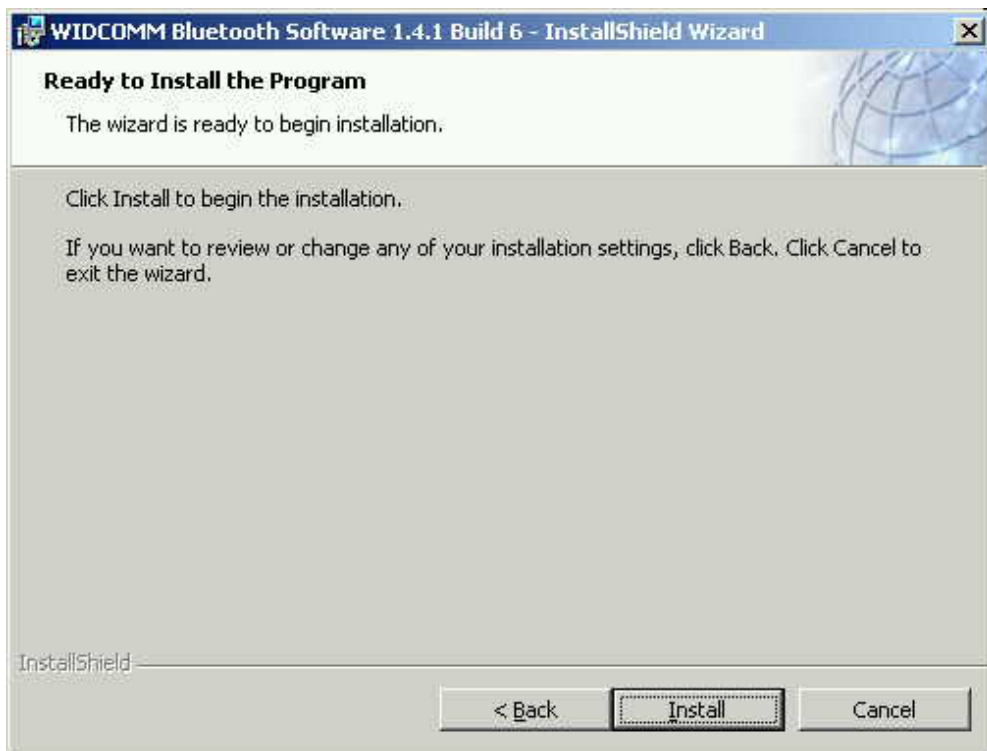 WIDCOMM Bluetooth Software 1.4.1 Build 6 - InstallShield Wizard
Ready to Install the Program
The wizard is ready to begin installation.
Click Install to begin the installation.
If you want to review or change any of your installation settings, click Back. Click Cancel to
exit the wizard.
InstallShield
< Back Install Cancel